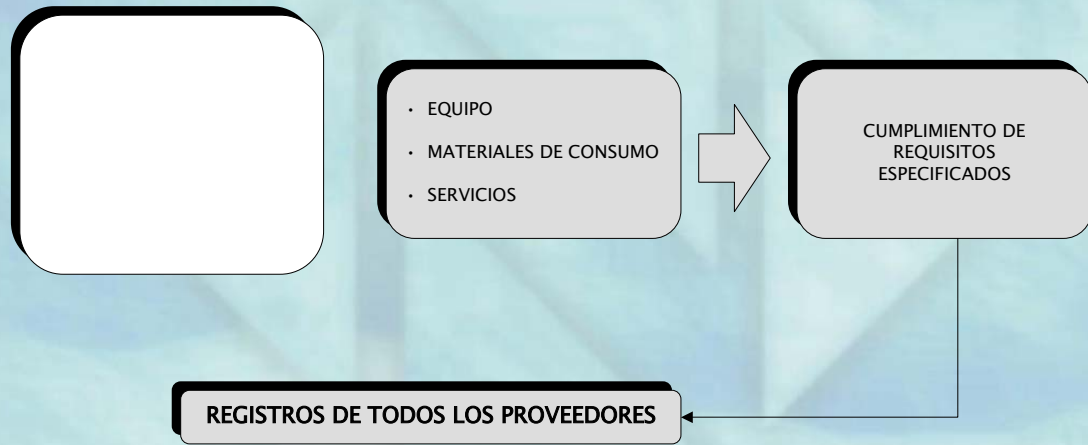 • EQUIPO
• MATERIALES DE CONSUMO
• SERVICIOS
CUMPLIMIENTO DE
REQUISITOS
ESPECIFICADOS
REGISTROS DE TODOS LOS PROVEEDORES